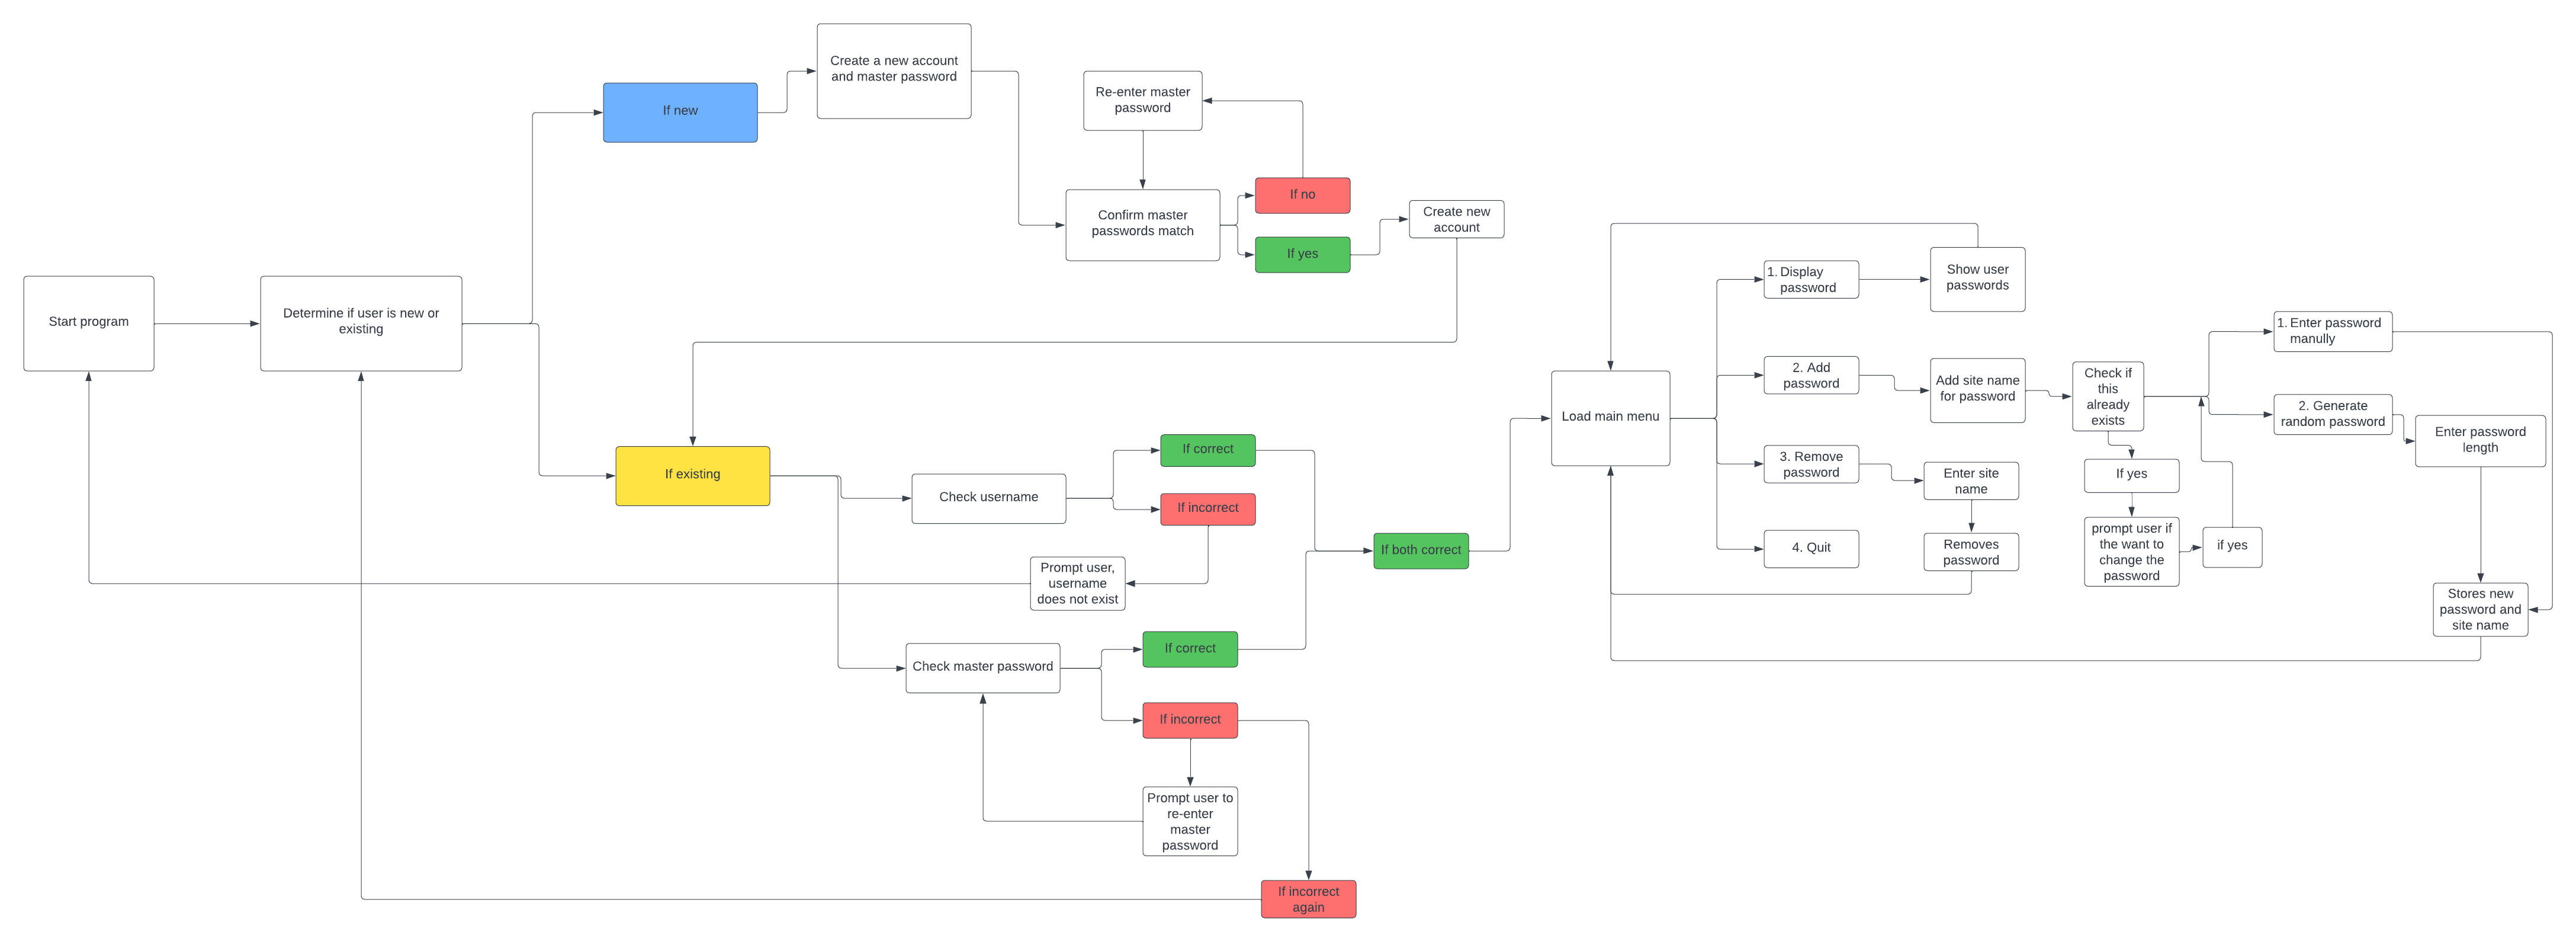 Start program
Determine if user is new or
existing
If new
Create a new account
and master password
Re-enter master
password
Confirm master
passwords match
If no
If yes
Create new
account
If existing
Check username
If correct
If incorrect
Prompt user,
username
does not exist
Check master password
If correct
If incorrect
Prompt user to
re-enter
master
password
If incorrect
again
If both correct
Load main menu
1. Display
password
Show user
passwords
2. Add
password
Add site name
for password
Check if
this
already
exists
If yes
prompt user if
the want to
change the
password
if yes
1. Enter password
manully
2. Generate
random password
Enter password
length
Stores new
password and
site name
3. Remove
password
Enter site
name
Removes
password
4. Quit